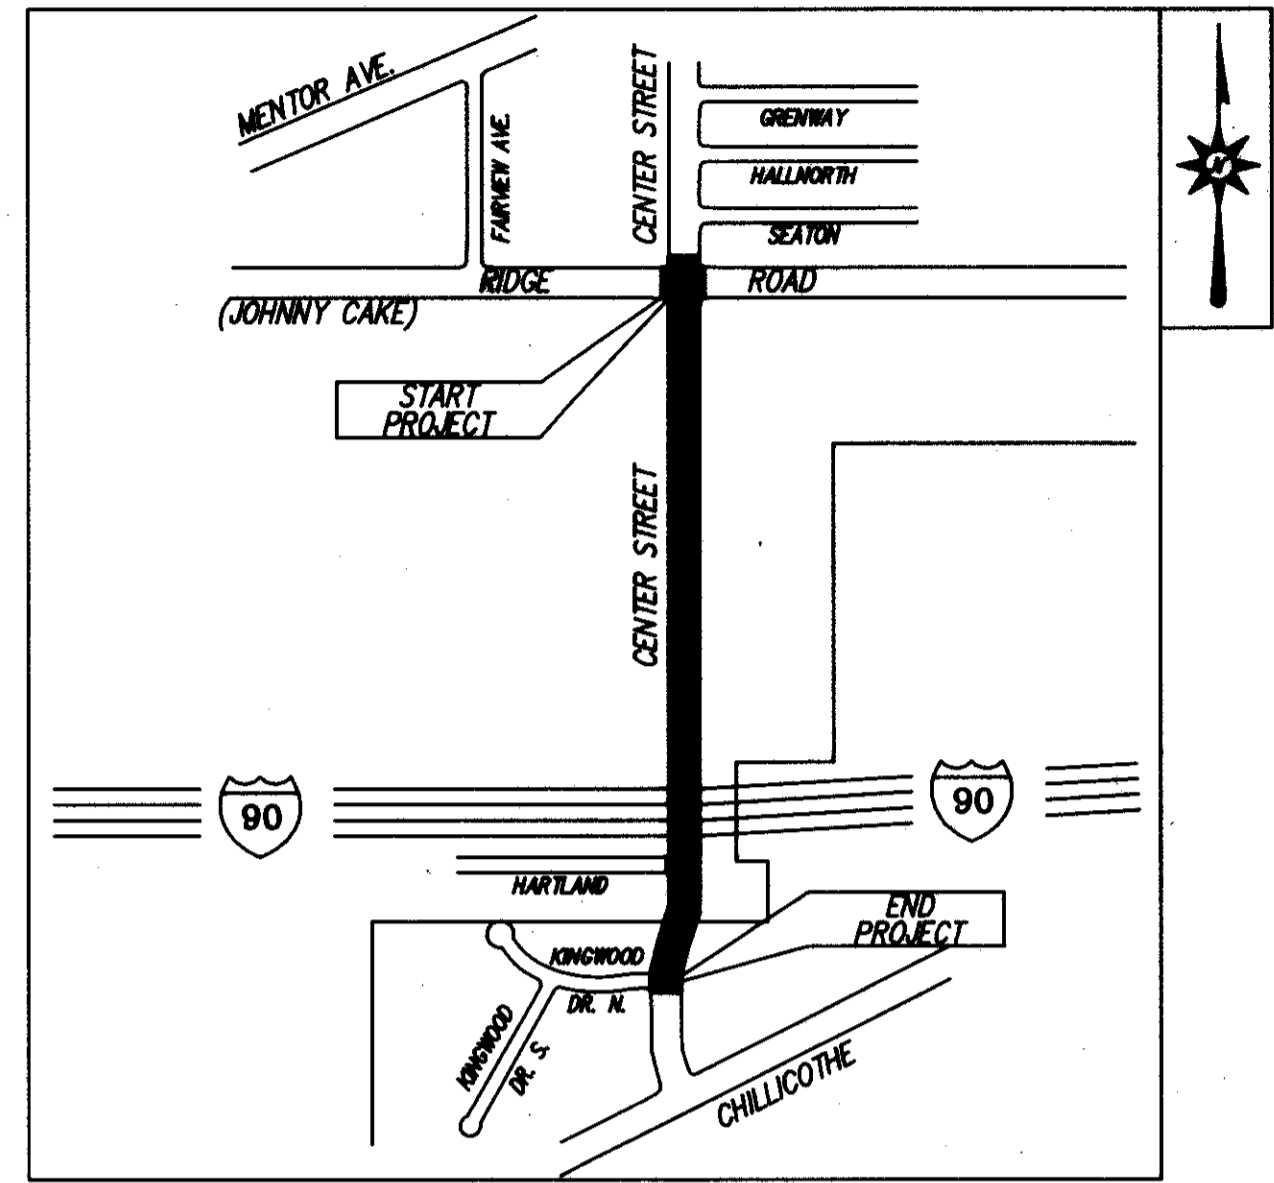 MENTOR AVE.
FAIRVIEW AVE.
CENTER STREET
GRENWAY
HALLNORTH
SEATON
N
RIDGE ROAD
(JOHNNY CAKE)
START
PROJECT
CENTER STREET
90
90
HARTLAND
END
PROJECT
KINGWOOD
DR. N.
KINGWOOD
DR. S.
CHILLICOTHE